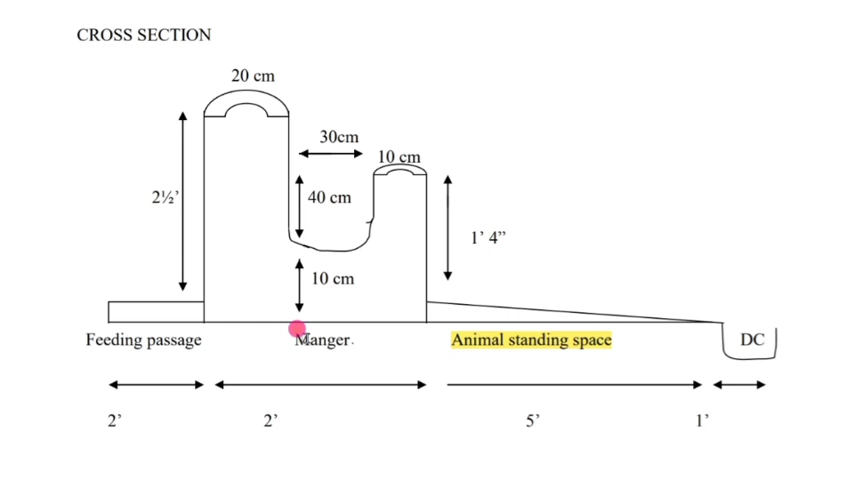 CROSS SECTION
20 cm
30cm
10 cm
2½’
40 cm
1’ 4”
10 cm
Feeding passage
Manger.
Animal standing space
DC
2’
2’
5’
1’